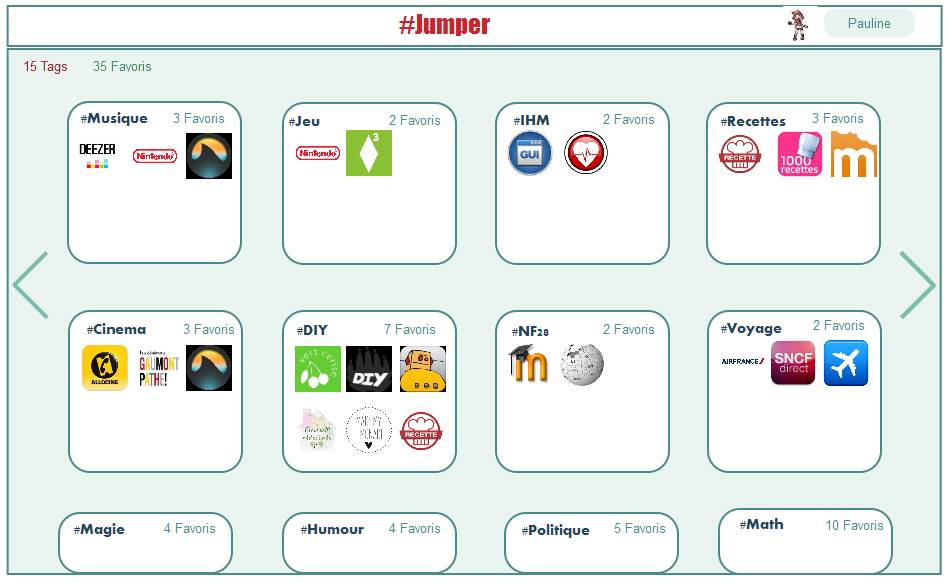 #Jumper
Pauline
15 Tags 35 Favoris
#Musique 3 Favoris
DEEZER
Nintendo
#Jeu 2 Favoris
Nintendo
3
#IHM 2 Favoris
GUI
#Recettes 3 Favoris
RECETTE
1000
recettes
m
#Cinema 3 Favoris
ALLOCINE
les cinémas
GAUMONT
PATHE!
#DIY 7 Favoris
vert cerise
DIY
RECETTE
#NF28 2 Favoris
m
#Voyage 2 Favoris
AIRFRANCE
SNCF
direct
#Magie 4 Favoris
#Humour 4 Favoris
#Politique 5 Favoris
#Math 10 Favoris